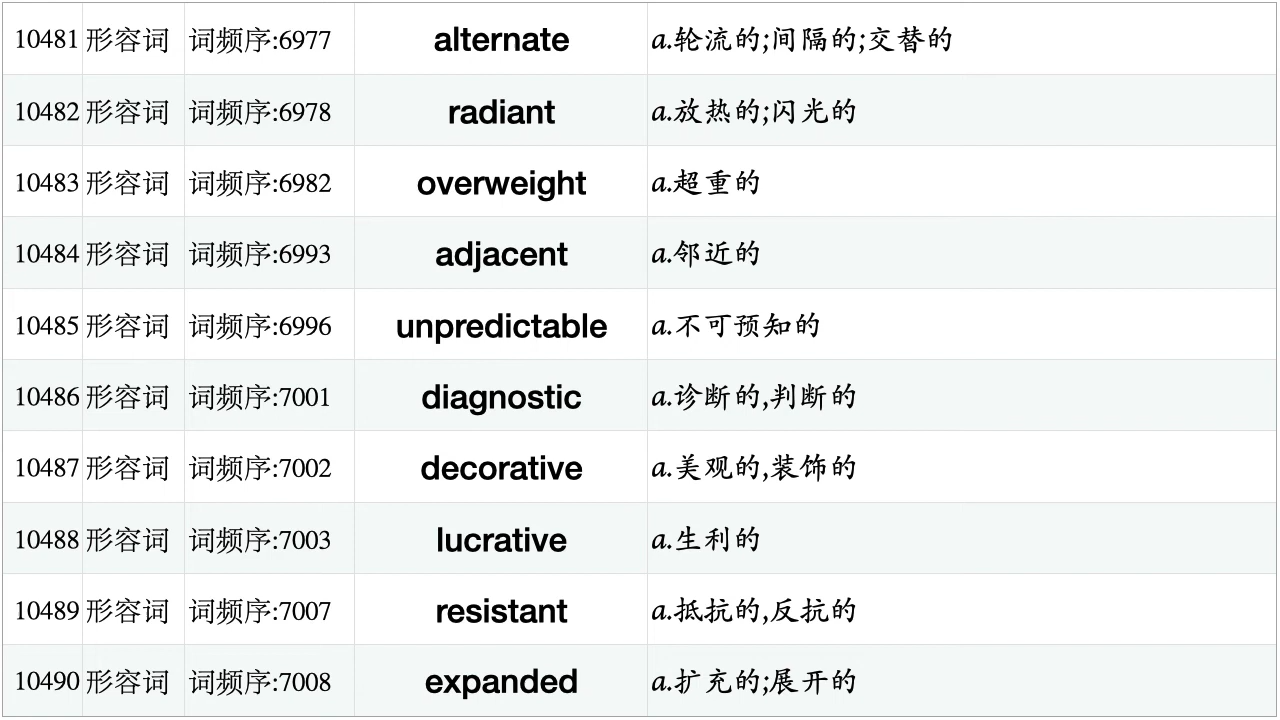 10481 形容词 词频序:6977 alternate a.轮流的;间隔的;交替的
10482 形容词 词频序:6978 radiant a.放热的;闪光的
10483 形容词 词频序:6982 overweight a.超重的
10484 形容词 词频序:6993 adjacent a.邻近的
10485 形容词 词频序:6996 unpredictable a.不可预知的
10486 形容词 词频序:7001 diagnostic a.诊断的,判断的
10487 形容词 词频序:7002 decorative a.美观的,装饰的
10488 形容词 词频序:7003 lucrative a.生利的
10489 形容词 词频序:7007 resistant a.抵抗的,反抗的
10490 形容词 词频序:7008 expanded a.扩充的;展开的